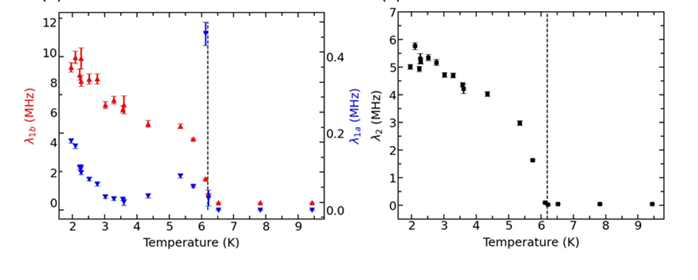 12
10
8
6
4
2
0
λ1b (MHz)
0.4
0.2
0.0
λ1a (MHz)
2 3 4 5 6 7 8 9
Temperature (K)
7
6
5
4
3
2
1
0
λ2 (MHz)
2 3 4 5 6 7 8 9
Temperature (K)